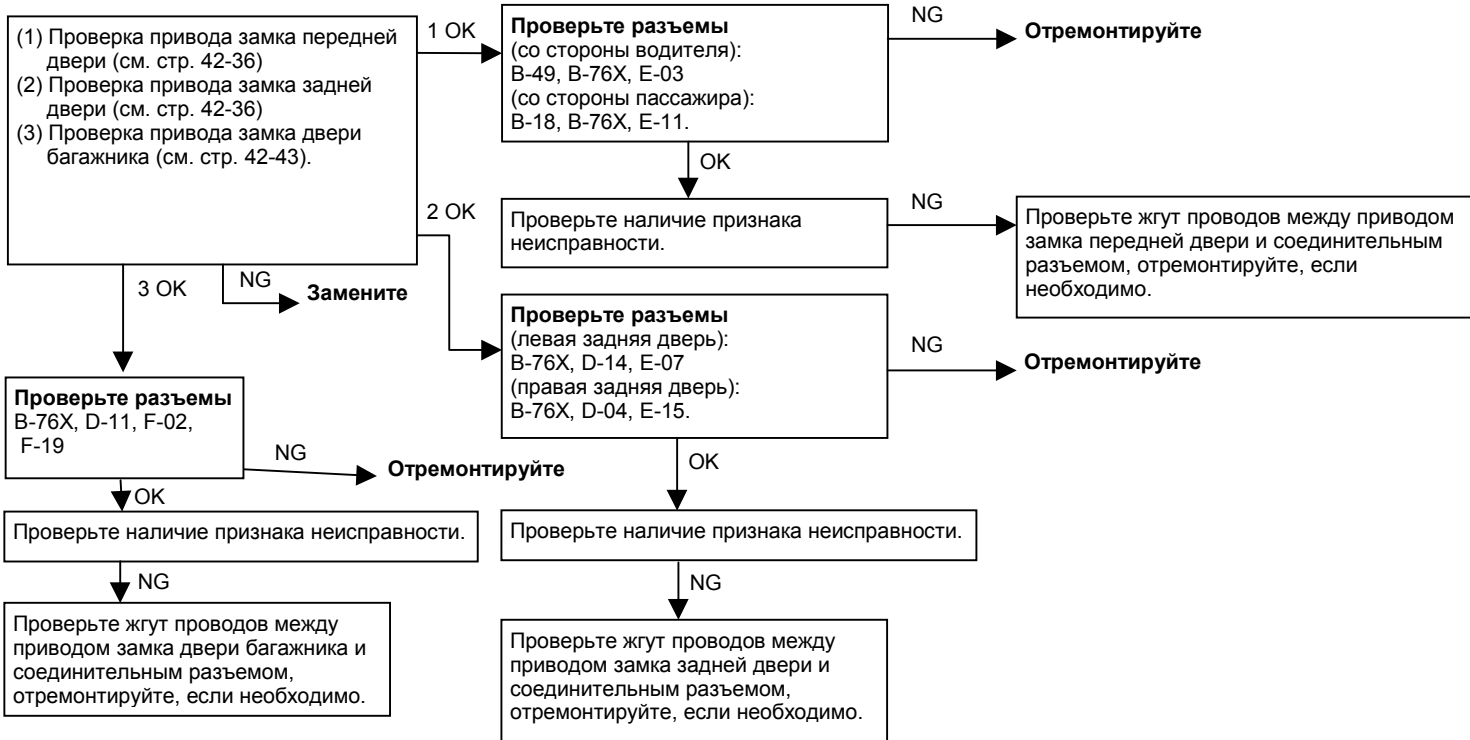 (1) Проверка привода замка передней
двери (см. стр. 42-36)
(2) Проверка привода замка задней
двери (см. стр. 42-36)
(3) Проверка привода замка двери
багажника (см. стр. 42-43).
1 OK
Проверьте разъемы
(со стороны водителя):
B-49, B-76X, E-03
(со стороны пассажира):
B-18, B-76X, E-11.
NG
Отремонтируйте
OK
Проверьте наличие признака
неисправности.
NG
Проверьте жгут проводов между приводом
замка передней двери и соединительным
разъемом, отремонтируйте, если
необходимо.
2 OK
Проверьте разъемы
(левая задняя дверь):
B-76X, D-14, E-07
(правая задняя дверь):
B-76X, D-04, E-15.
NG
Отремонтируйте
OK
Проверьте наличие признака неисправности.
NG
Проверьте жгут проводов между
приводом замка задней двери и
соединительным разъемом,
отремонтируйте, если необходимо.
NG
Замените
3 OK
Проверьте разъемы
B-76X, D-11, F-02,
F-19
NG
Отремонтируйте
OK
Проверьте наличие признака неисправности.
NG
Проверьте жгут проводов между
приводом замка двери багажника и
соединительным разъемом,
отремонтируйте, если необходимо.